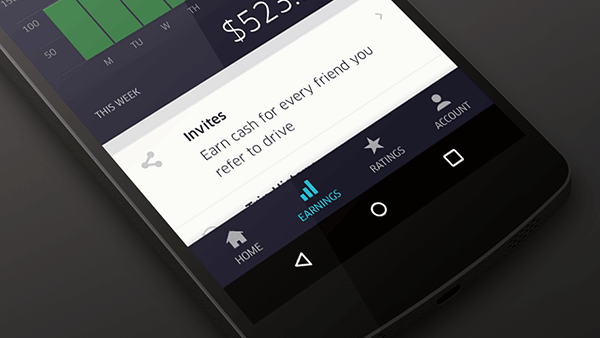 100
50
M TU W TH
THIS WEEK
$523.
Invites
Earn cash for every friend you
refer to drive
HOME EARNINGS RATINGS ACCOUNT